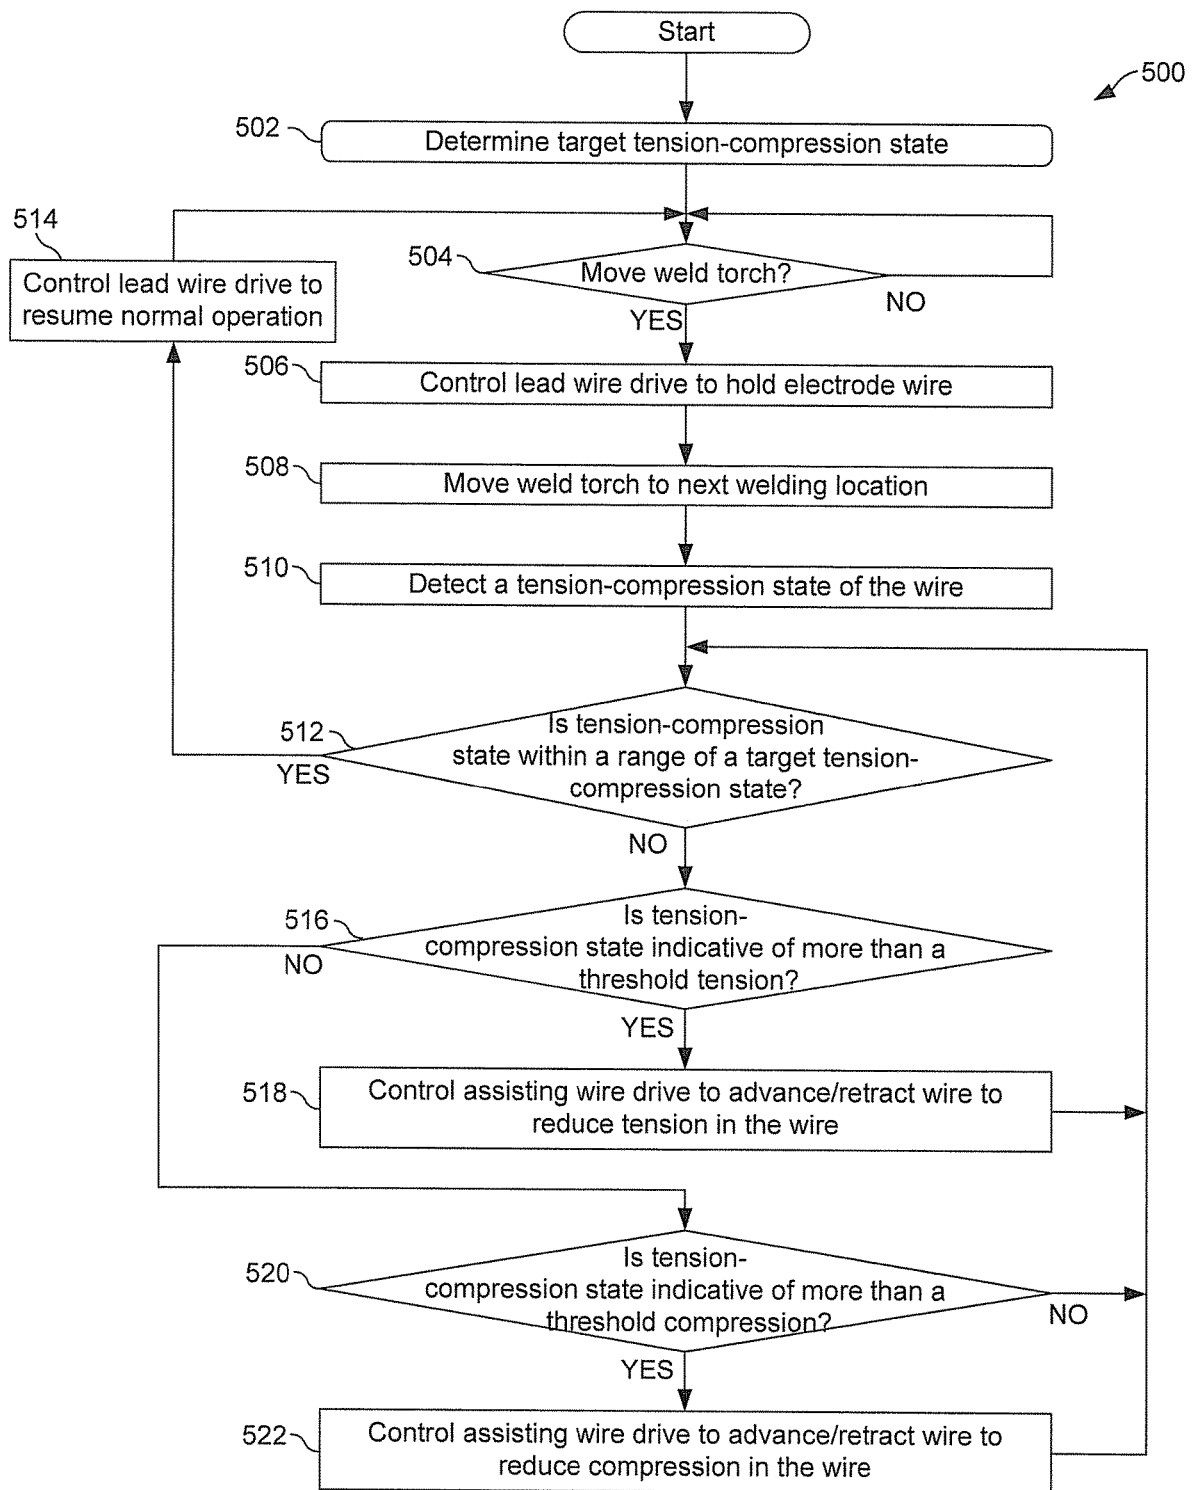 Start
500
502
Determine target tension-compression state
514
Control lead wire drive to
resume normal operation
504
Move weld torch?
NO
YES
506
Control lead wire drive to hold electrode wire
508
Move weld torch to next welding location
510
Detect a tension-compression state of the wire
512
Is tension-compression
state within a range of a target tension-
compression state?
YES
NO
516
Is tension-
compression state indicative of more than a
threshold tension?
NO
YES
518
Control assisting wire drive to advance/retract wire to
reduce tension in the wire
520
Is tension-
compression state indicative of more than a
threshold compression?
NO
YES
522
Control assisting wire drive to advance/retract wire to
reduce compression in the wire